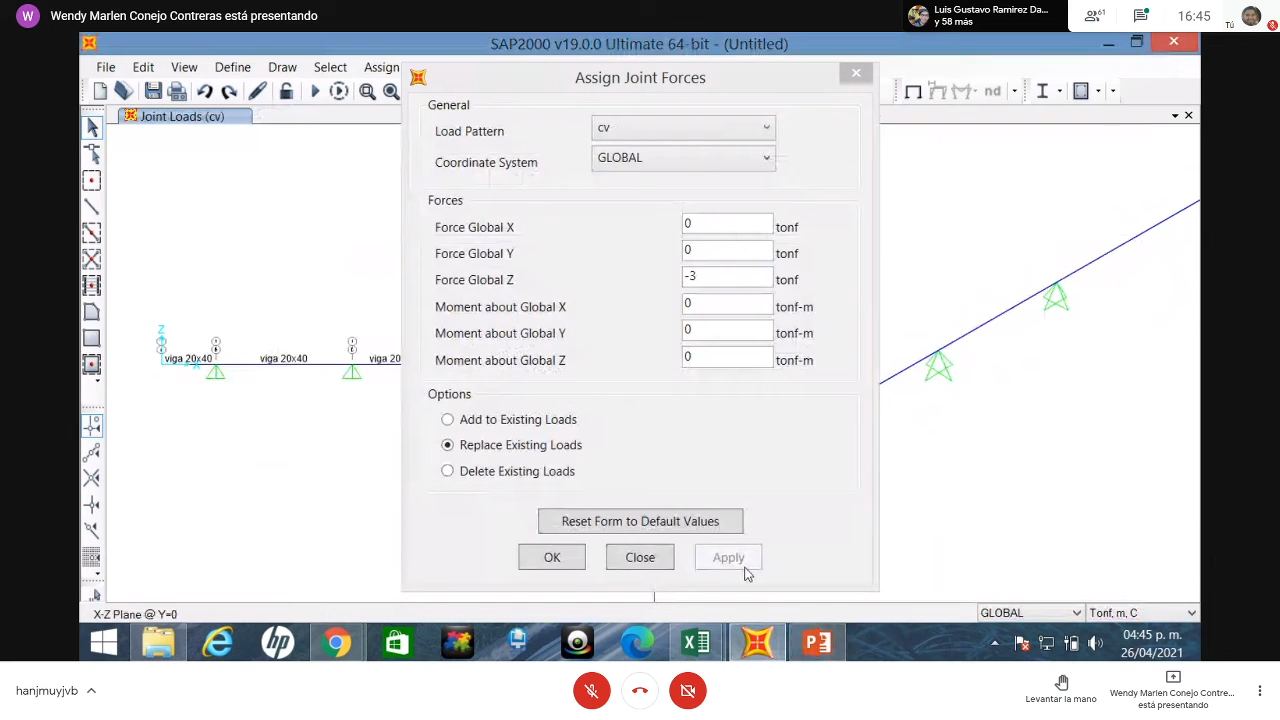 W Wendy Marlen Conejo Contreras está presentando
Luis Gustavo Ramirez Da...
y 58 más
61
16:45
Tú
SAP2000 v19.0.0 Ultimate 64-bit - (Untitled)
File Edit View Define Draw Select Assign
nd
Joint Loads (cv)
Assign Joint Forces
General
Load Pattern cv
Coordinate System GLOBAL
Forces
Force Global X 0 tonf
Force Global Y 0 tonf
Force Global Z -3 tonf
Moment about Global X 0 tonf-m
Moment about Global Y 0 tonf-m
Moment about Global Z 0 tonf-m
Options
Add to Existing Loads
Replace Existing Loads
Delete Existing Loads
Reset Form to Default Values
OK Close Apply
Z
X
viga 20x40 viga 20x40 viga 20
X-Z Plane @ Y=0
GLOBAL Tonf, m, C
04:45 p. m.
26/04/2021
hanjmuyjvb
Levantar la mano
Wendy Marlen Conejo Contre...
está presentando